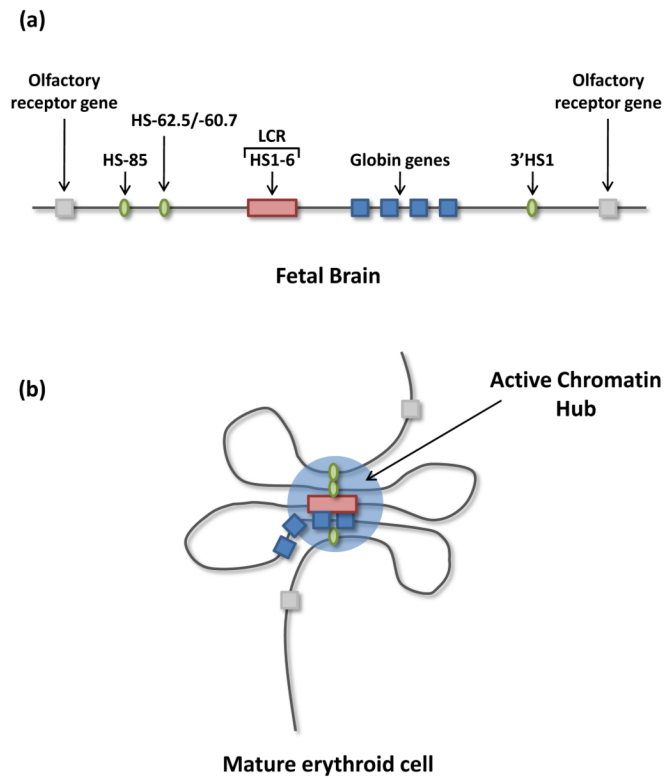 (a)
Olfactory
receptor gene
HS-85
HS-62.5/-60.7
LCR
HS1-6
Globin genes
3'HS1
Olfactory
receptor gene
Fetal Brain
(b)
Active Chromatin
Hub
Mature erythroid cell